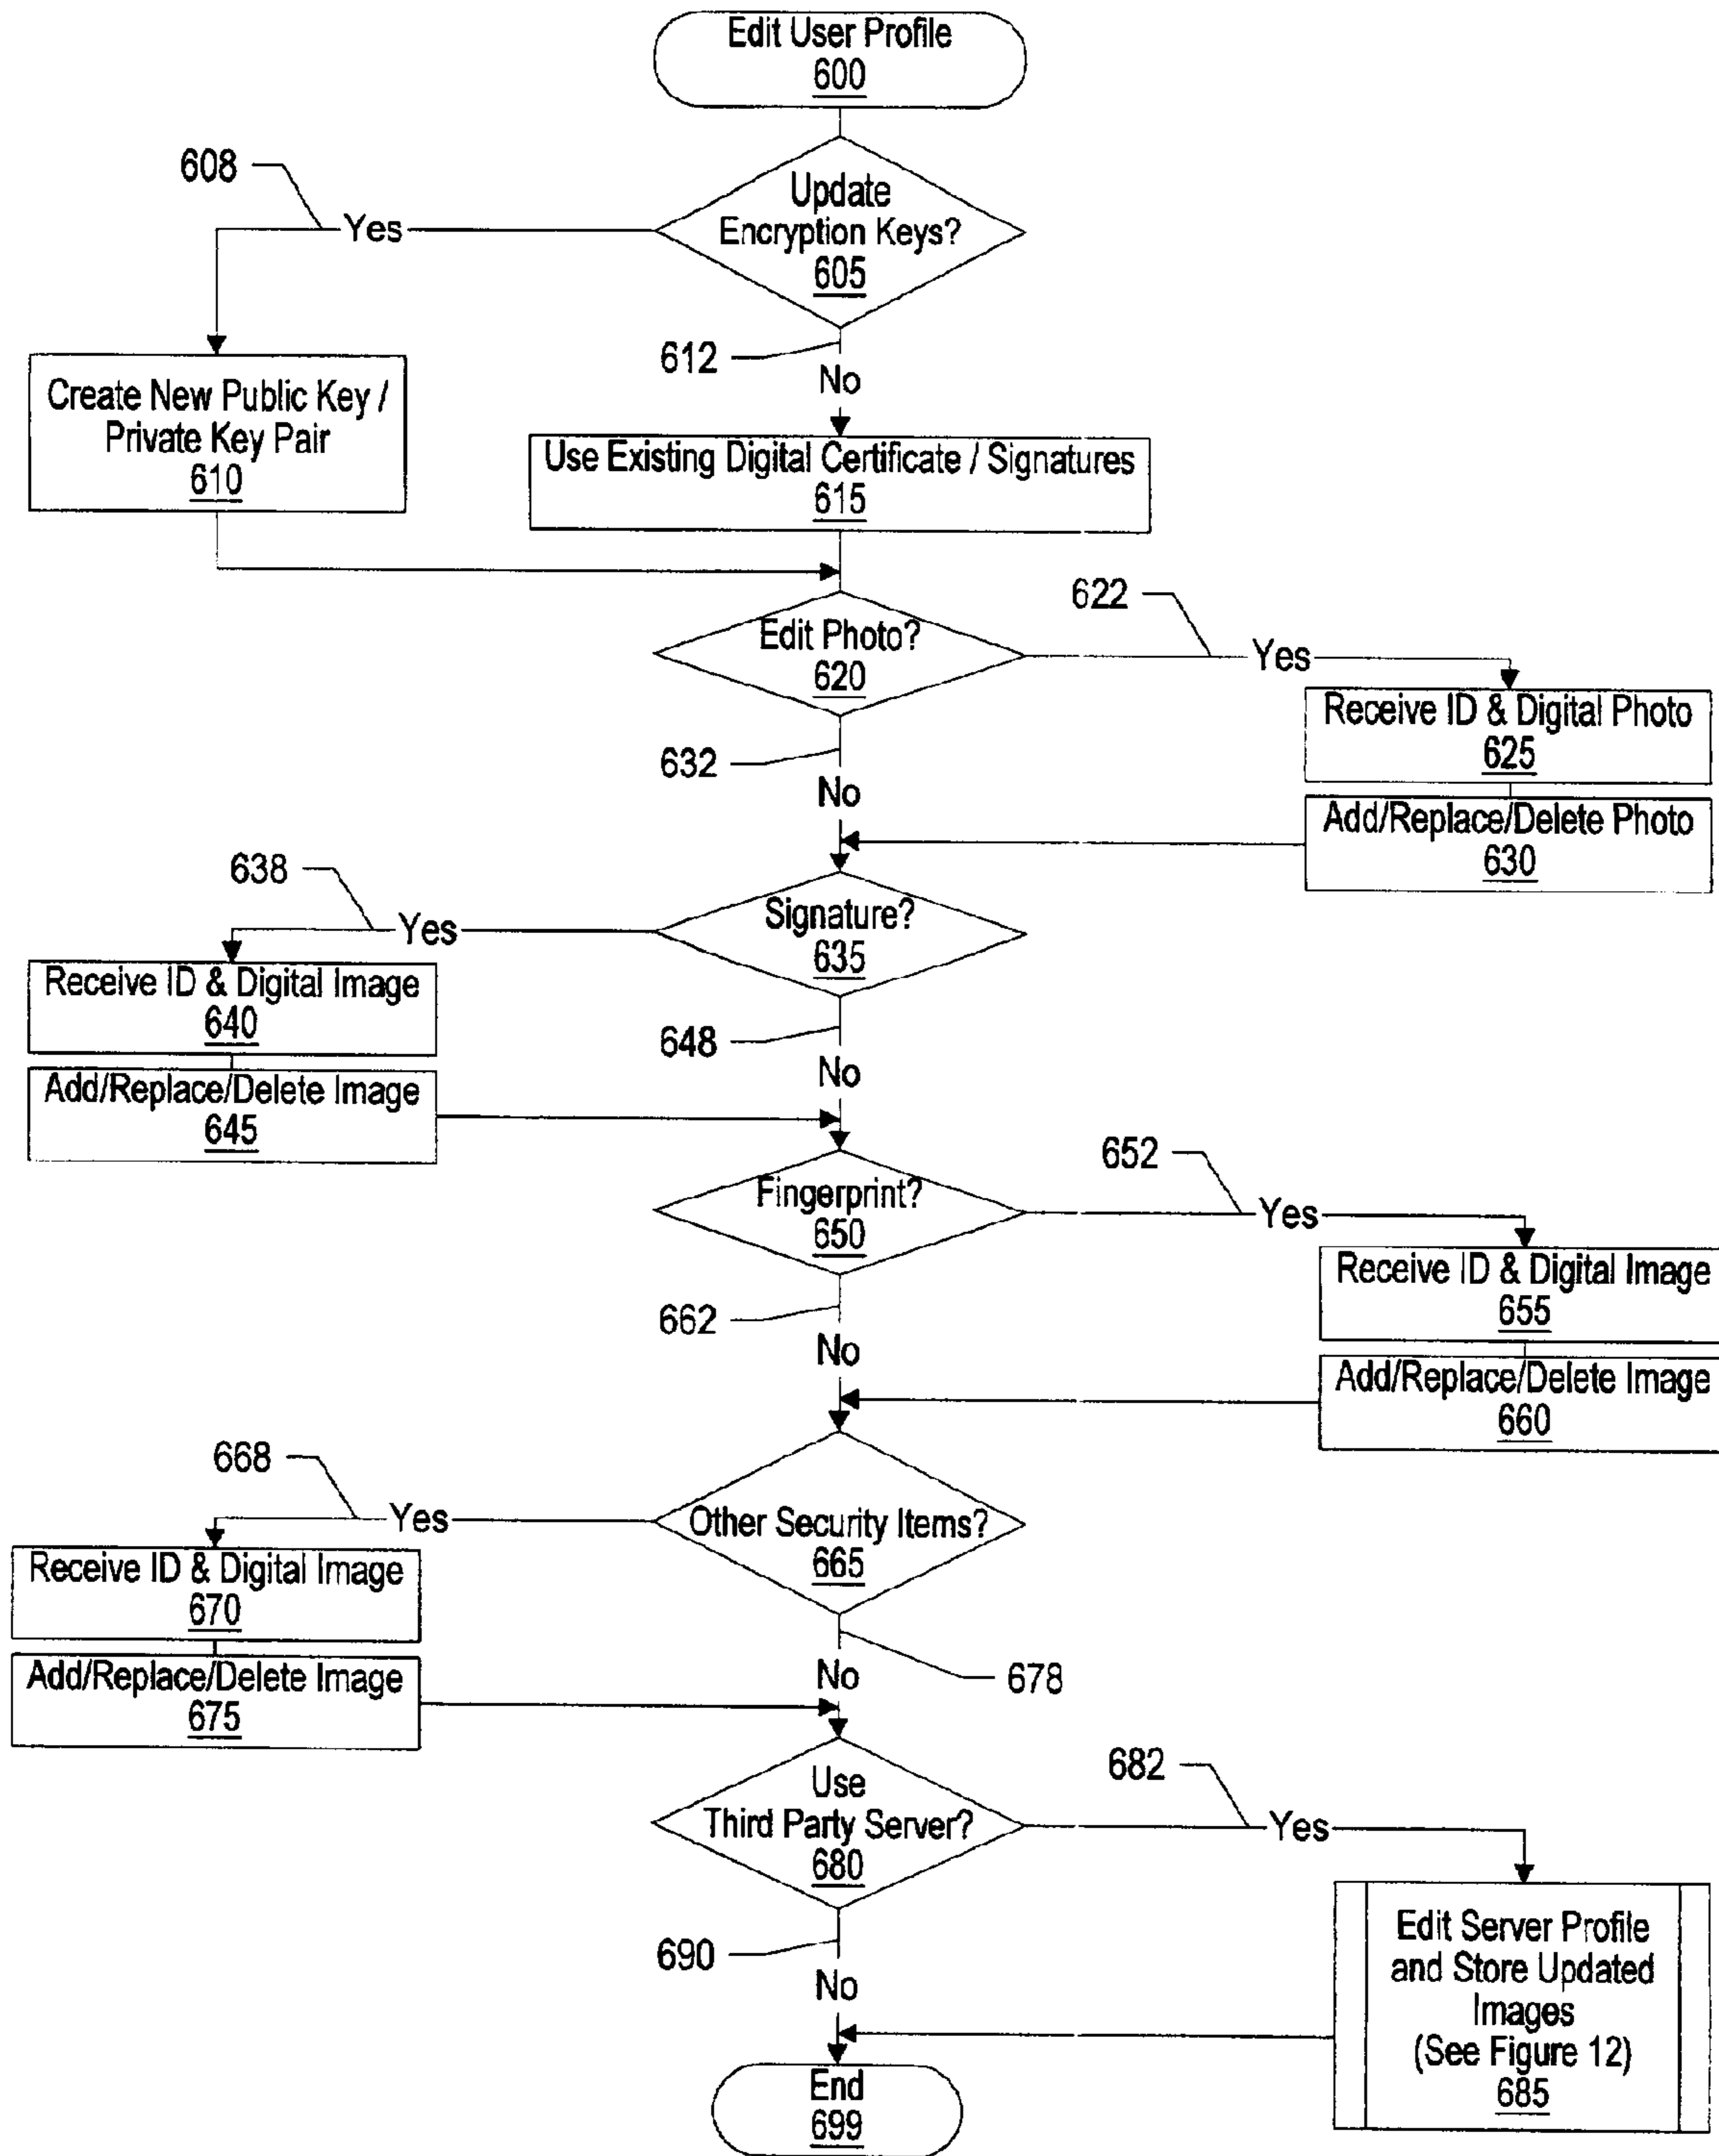 Edit User Profile
600
608
Yes
Update
Encryption Keys?
605
612
No
Create New Public Key /
Private Key Pair
610
Use Existing Digital Certificate / Signatures
615
622
Edit Photo?
620
Yes
632
No
Receive ID & Digital Photo
625
Add/Replace/Delete Photo
630
638
Yes
Signature?
635
Receive ID & Digital Image
640
648
No
Add/Replace/Delete Image
645
652
Fingerprint?
650
Yes
662
No
Receive ID & Digital Image
655
Add/Replace/Delete Image
660
668
Yes
Other Security Items?
665
Receive ID & Digital Image
670
No
678
Add/Replace/Delete Image
675
682
Use
Third Party Server?
680
Yes
690
No
Edit Server Profile
and Store Updated
Images
(See Figure 12)
685
End
699